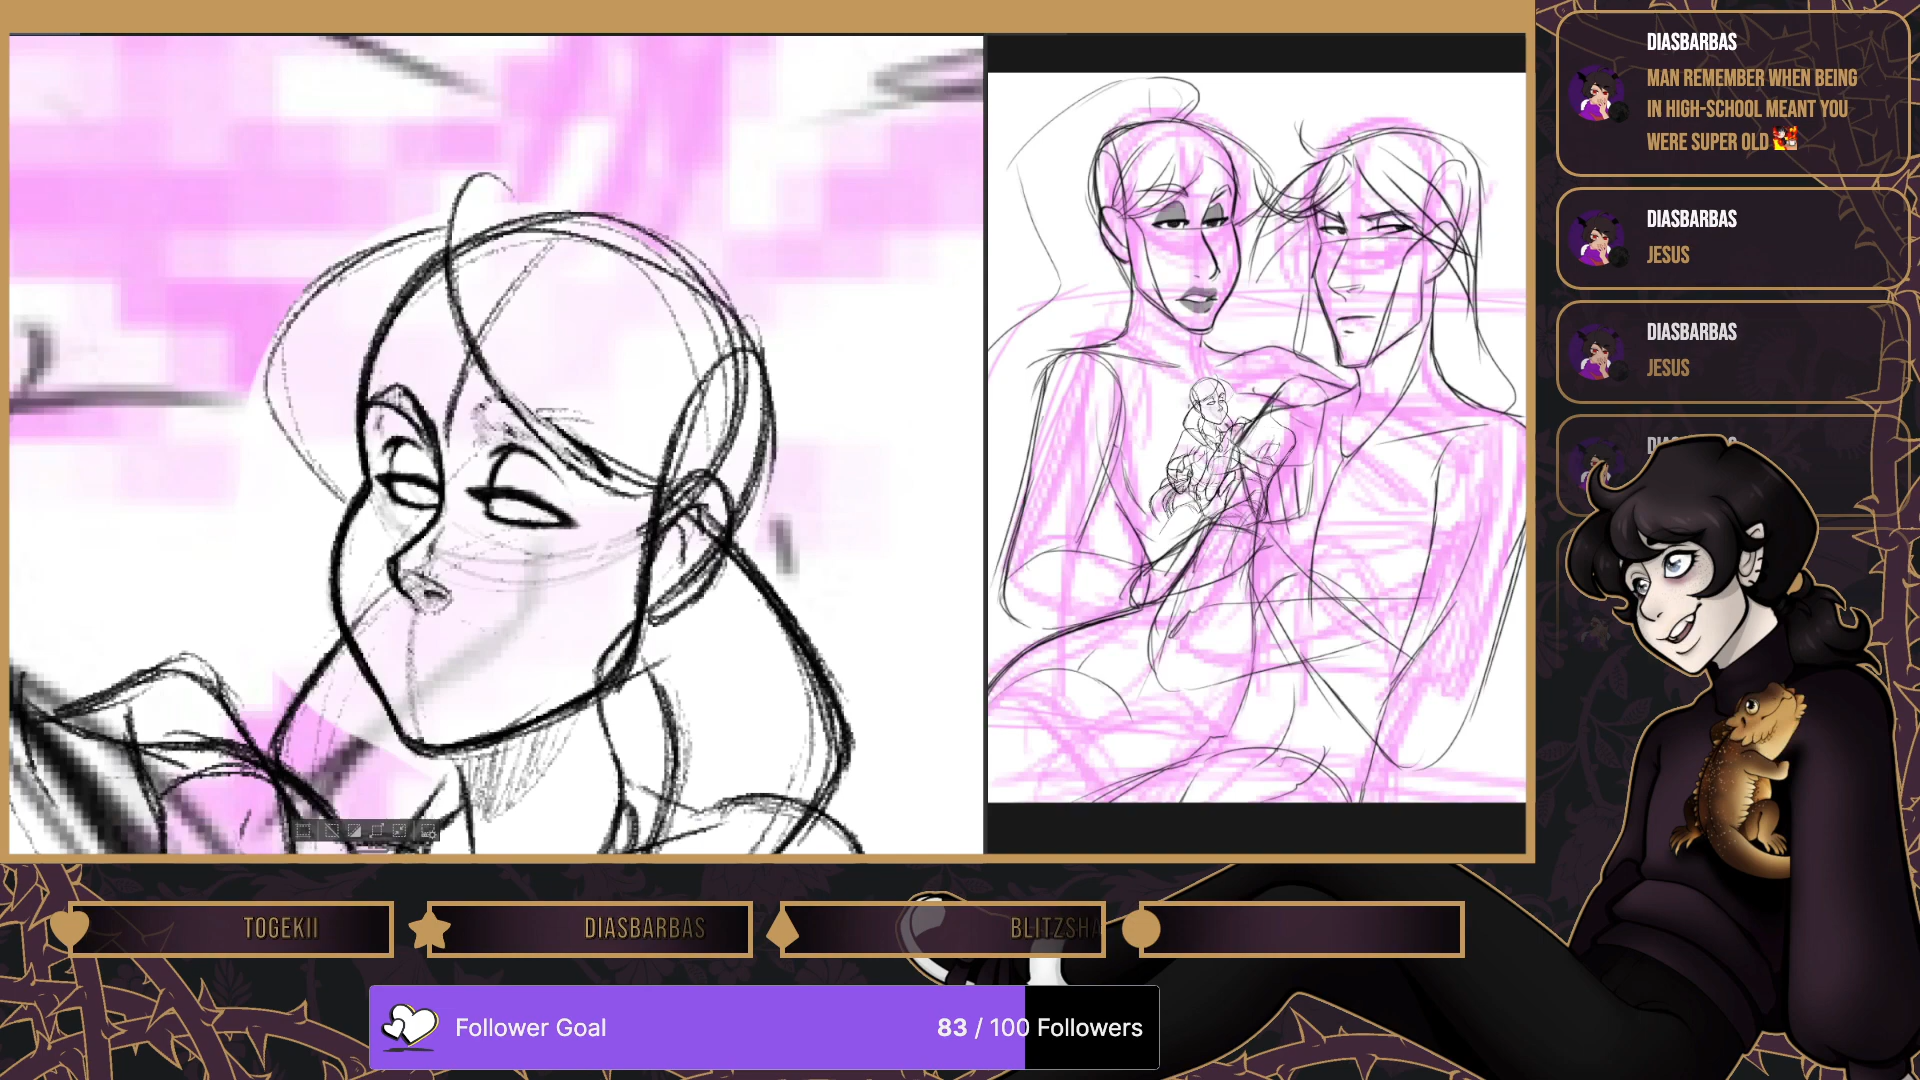 DIASBARBAS
MAN REMEMBER WHEN BEING
IN HIGH-SCHOOL MEANT YOU
WERE SUPER OLD
DIASBARBAS
JESUS
DIASBARBAS
JESUS
TOGEKII
DIASBARBAS
BLITZSHA
Follower Goal
83 / 100 Followers